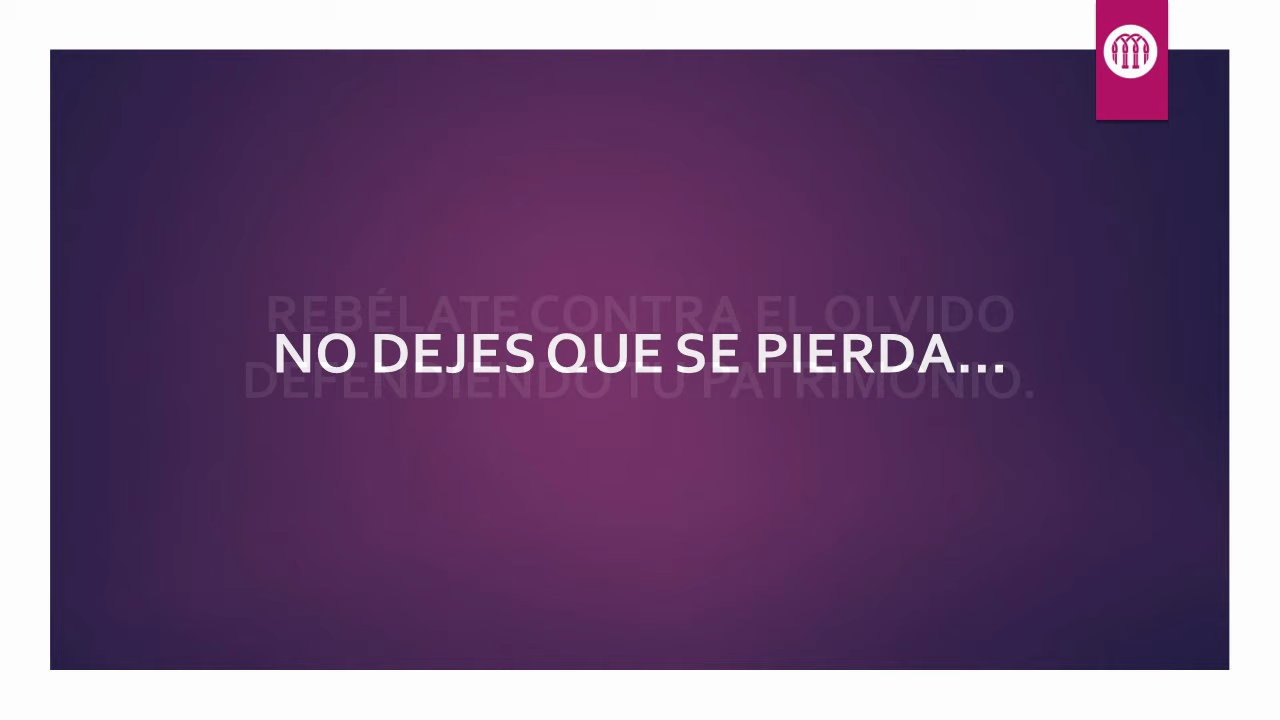 REBÉLATE CONTRA EL OLVIDO
NO DEJES QUE SE PIERDA...
DEFENDIENDO TU PATRIMONIO.